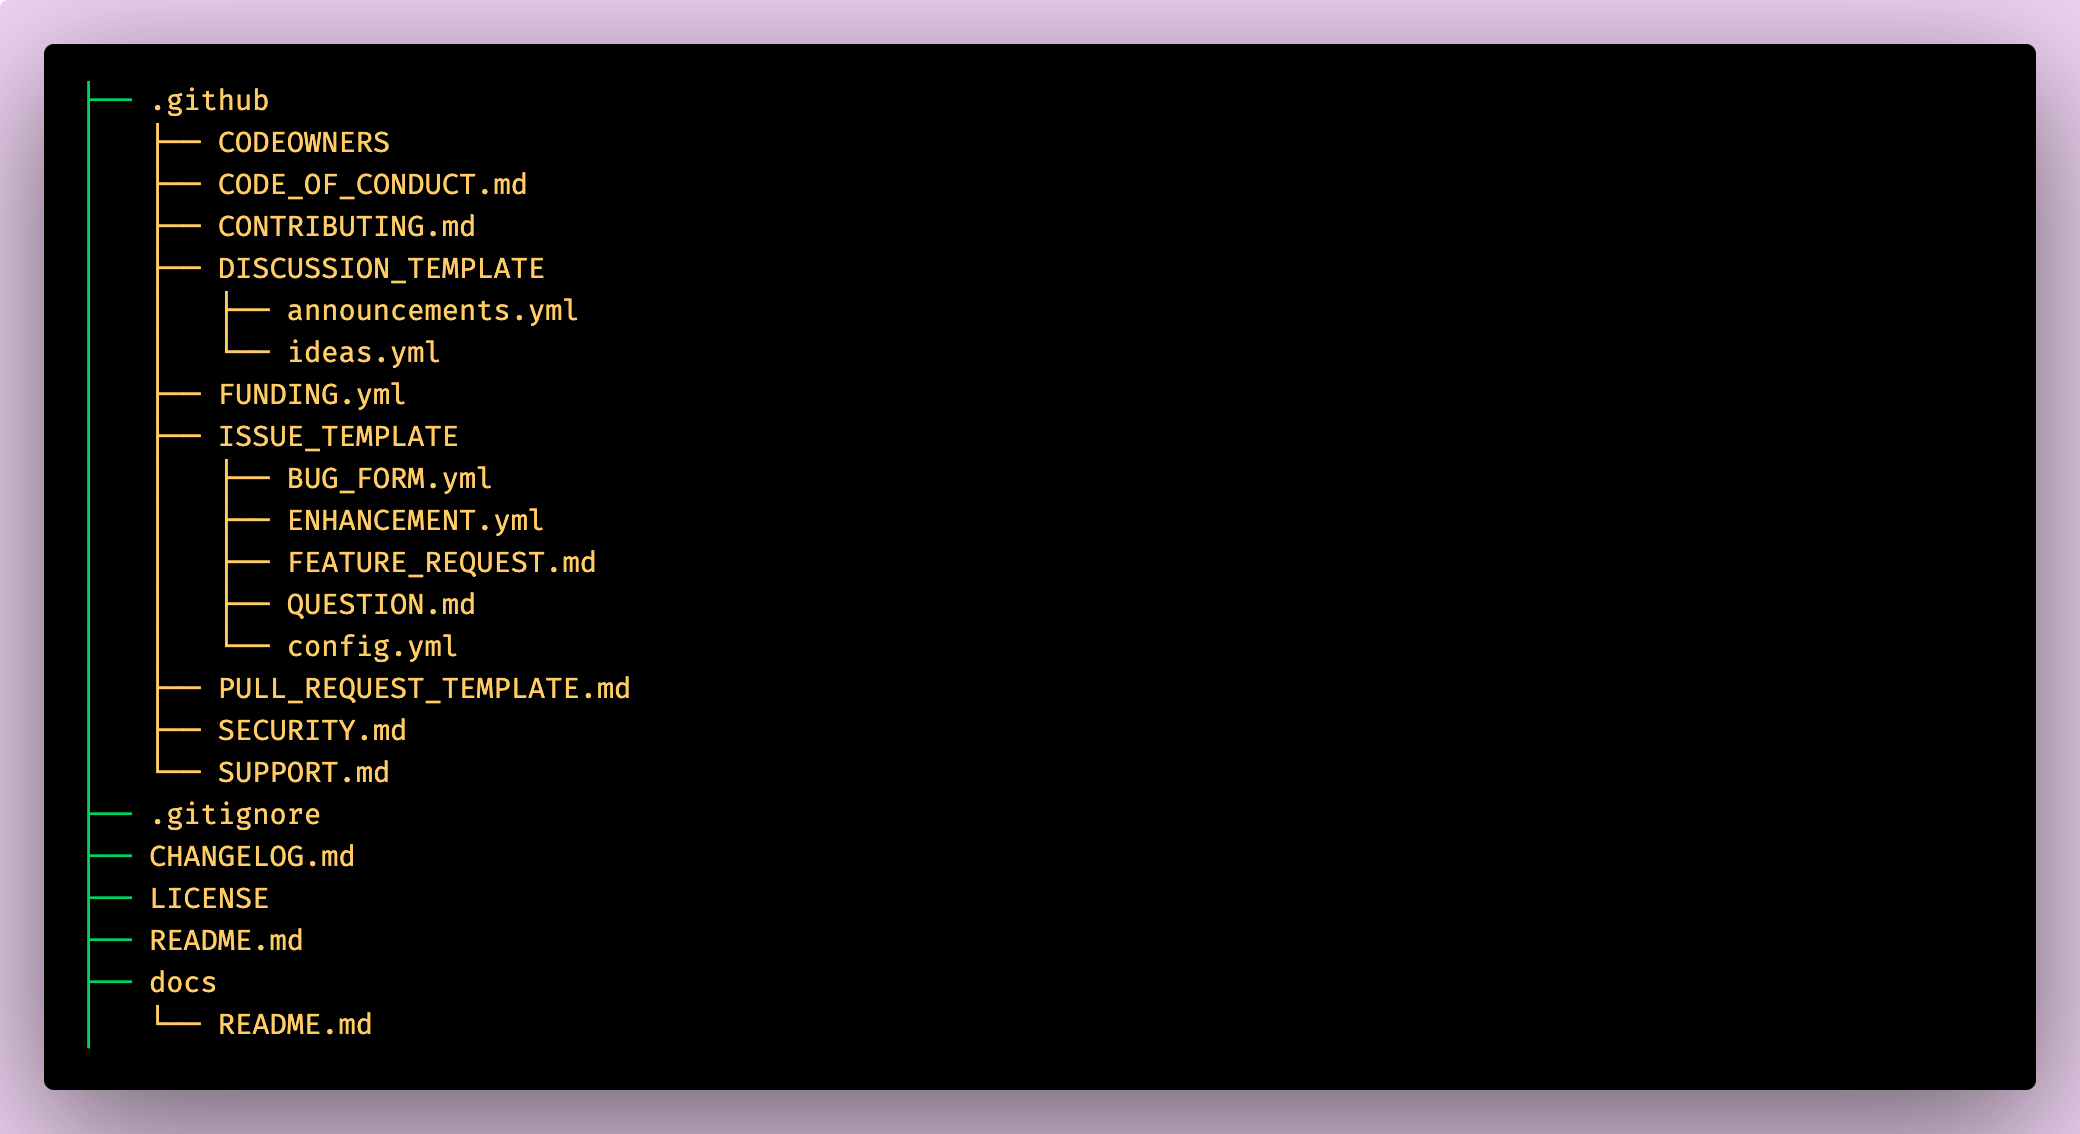 ├── .github
│   ├── CODEOWNERS
│   ├── CODE_OF_CONDUCT.md
│   ├── CONTRIBUTING.md
│   ├── DISCUSSION_TEMPLATE
│   │   ├── announcements.yml
│   │   └── ideas.yml
│   ├── FUNDING.yml
│   ├── ISSUE_TEMPLATE
│   │   ├── BUG_FORM.yml
│   │   ├── ENHANCEMENT.yml
│   │   ├── FEATURE_REQUEST.md
│   │   ├── QUESTION.md
│   │   └── config.yml
│   ├── PULL_REQUEST_TEMPLATE.md
│   ├── SECURITY.md
│   └── SUPPORT.md
├── .gitignore
├── CHANGELOG.md
├── LICENSE
├── README.md
├── docs
│   └── README.md